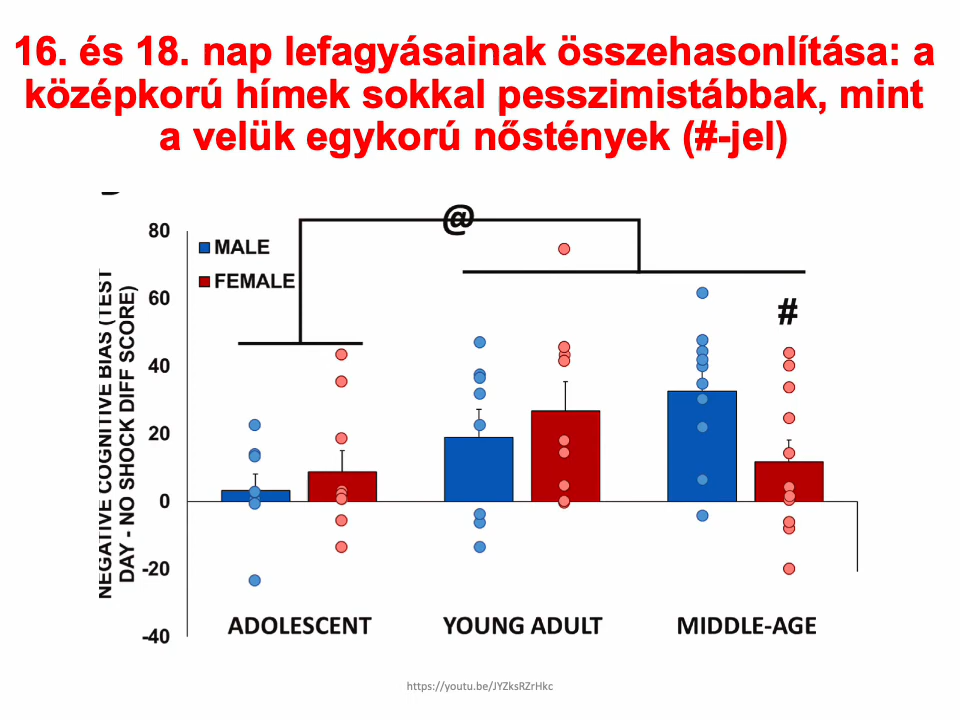 16. és 18. nap lefagyásainak összehasonlítása: a
középkorú hímek sokkal pesszimistábbak, mint
a velük egykorú nőstények (#-jel)
@
80
60
40
20
0
-20
-40
MALE
FEMALE
#
NEGATIVE COGNITIVE BIAS (TEST
DAY - NO SHOCK DIFF SCORE)
ADOLESCENT
YOUNG ADULT
MIDDLE-AGE
https://youtu.be/JYZksRZrHkc